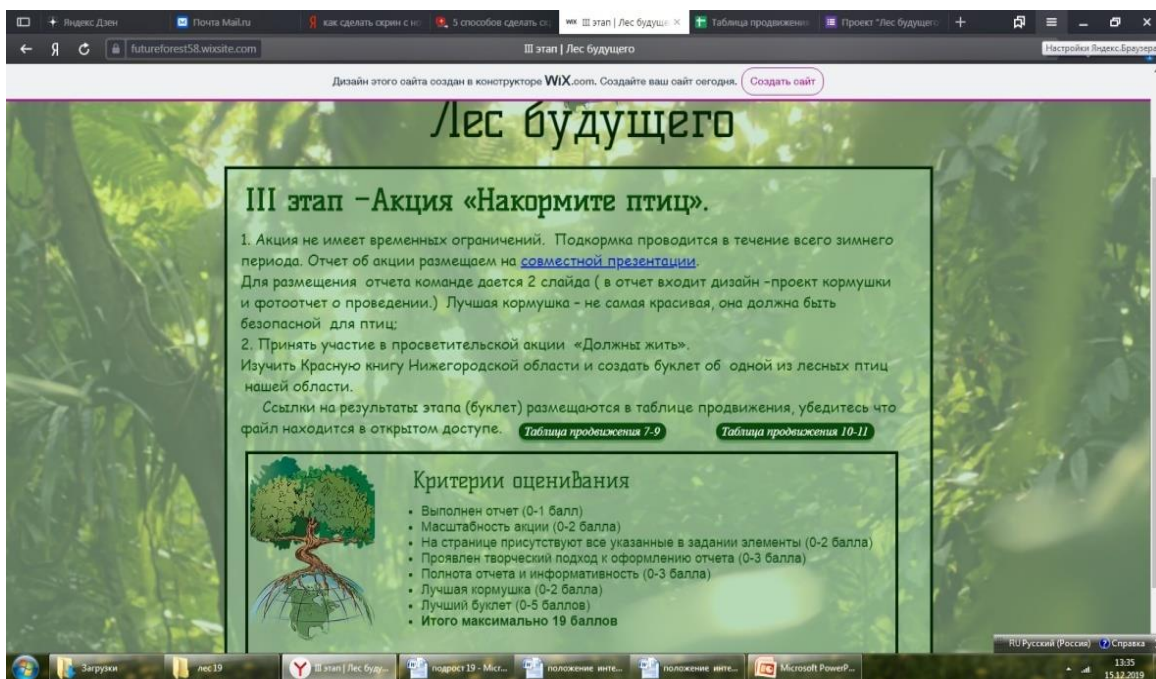 Яндекс Дзен
Почта Mail.ru
как сделать скрин с но
5 способов сделать ск
WiX III этап | Лес будуще
Таблица продвижени
Проект "Лес будущего
futureforest58.wixsite.com
III этап | Лес будущего
Настройки Яндекс.Браузера
Дизайн этого сайта создан в конструкторе WiX.com. Создайте ваш сайт сегодня. Создать сайт
Лес будущего
III этап –Акция «Накормите птиц».
1. Акция не имеет временных ограничений. Подкормка проводится в течение всего зимнего
периода. Отчет об акции размещаем на совместной презентации.
Для размещения отчета команде дается 2 слайда ( в отчет входит дизайн –проект кормушки
и фотоотчет о проведении.) Лучшая кормушка – не самая красивая, она должна быть
безопасной для птиц;
2. Принять участие в просветительской акции «Должны жить».
Изучить Красную книгу Нижегородской области и создать буклет об одной из лесных птиц
нашей области.
Ссылки на результаты этапа (буклет) размещаются в таблице продвижения, убедитесь что
файл находится в открытом доступе. Таблица продвижения 7-9 Таблица продвижения 10-11
Критерии оценивания
• Выполнен отчет (0-1 балл)
• Масштабность акции (0-2 балла)
• На странице присутствуют все указанные в задании элементы (0-2 балла)
• Проявлен творческий подход к оформлению отчета (0-3 балла)
• Полнота отчета и информативность (0-3 балла)
• Лучшая кормушка (0-2 балла)
• Лучший буклет (0-5 баллов)
• Итого максимально 19 баллов
RU Русский (Россия) Справка
Загрузки
лес 19
III этап | Лес буду...
подрост 19 - Micr...
положение инте...
положение инте...
Microsoft PowerP...
13:35
15.12.2019